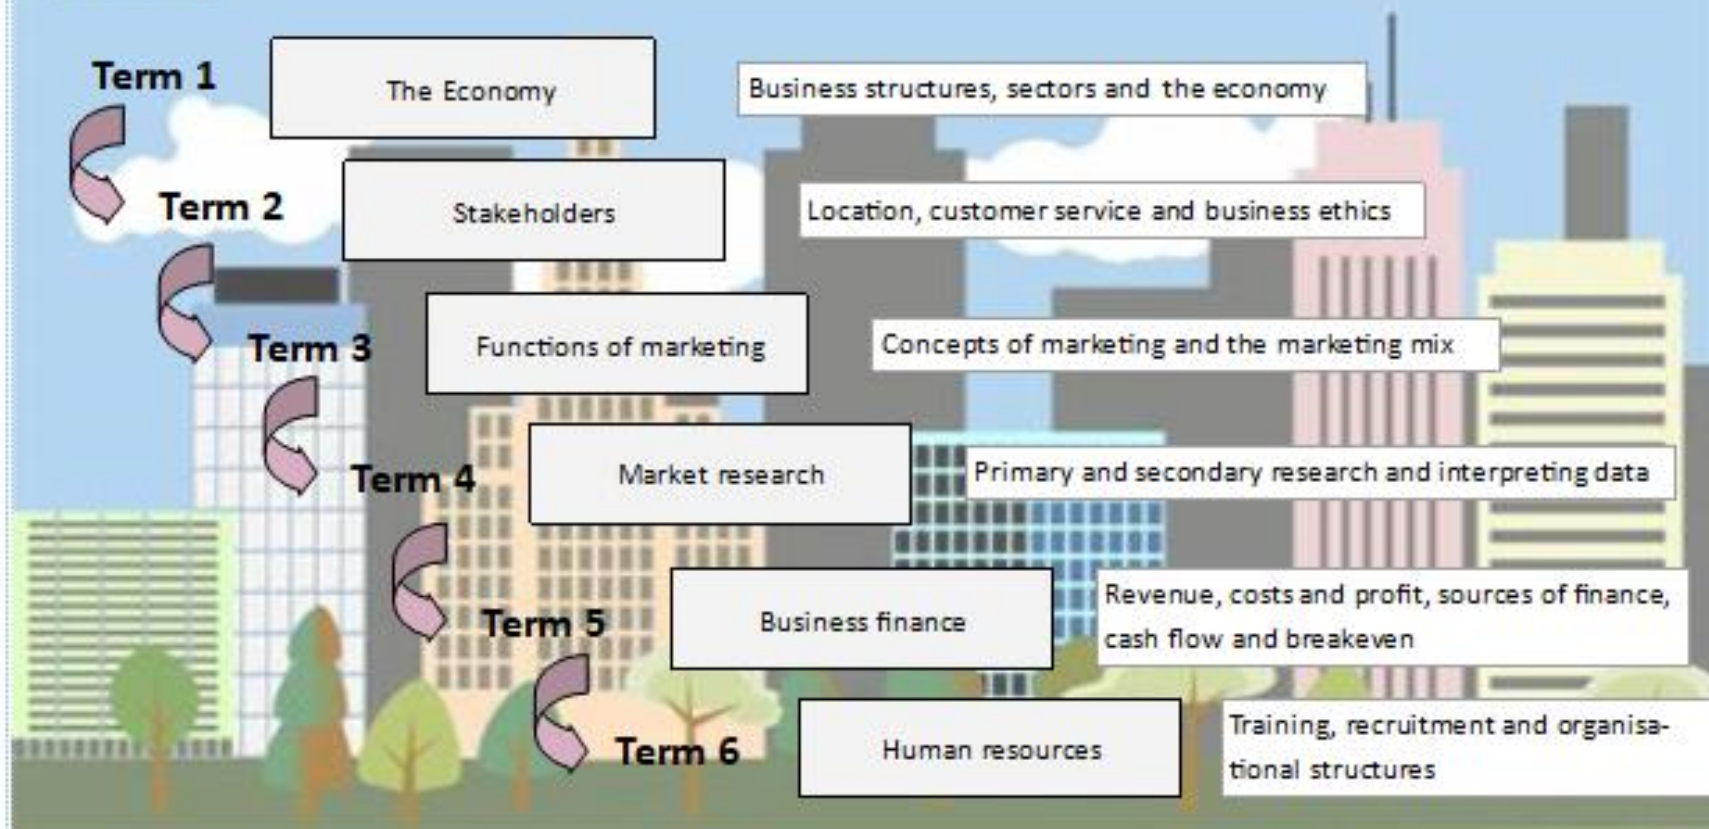 Term 1
The Economy
Business structures, sectors and the economy
Term 2
Stakeholders
Location, customer service and business ethics
Term 3
Functions of marketing
Concepts of marketing and the marketing mix
Term 4
Market research
Primary and secondary research and interpreting data
Term 5
Business finance
Revenue, costs and profit, sources of finance,
cash flow and breakeven
Term 6
Human resources
Training, recruitment and organisa-
tional structures